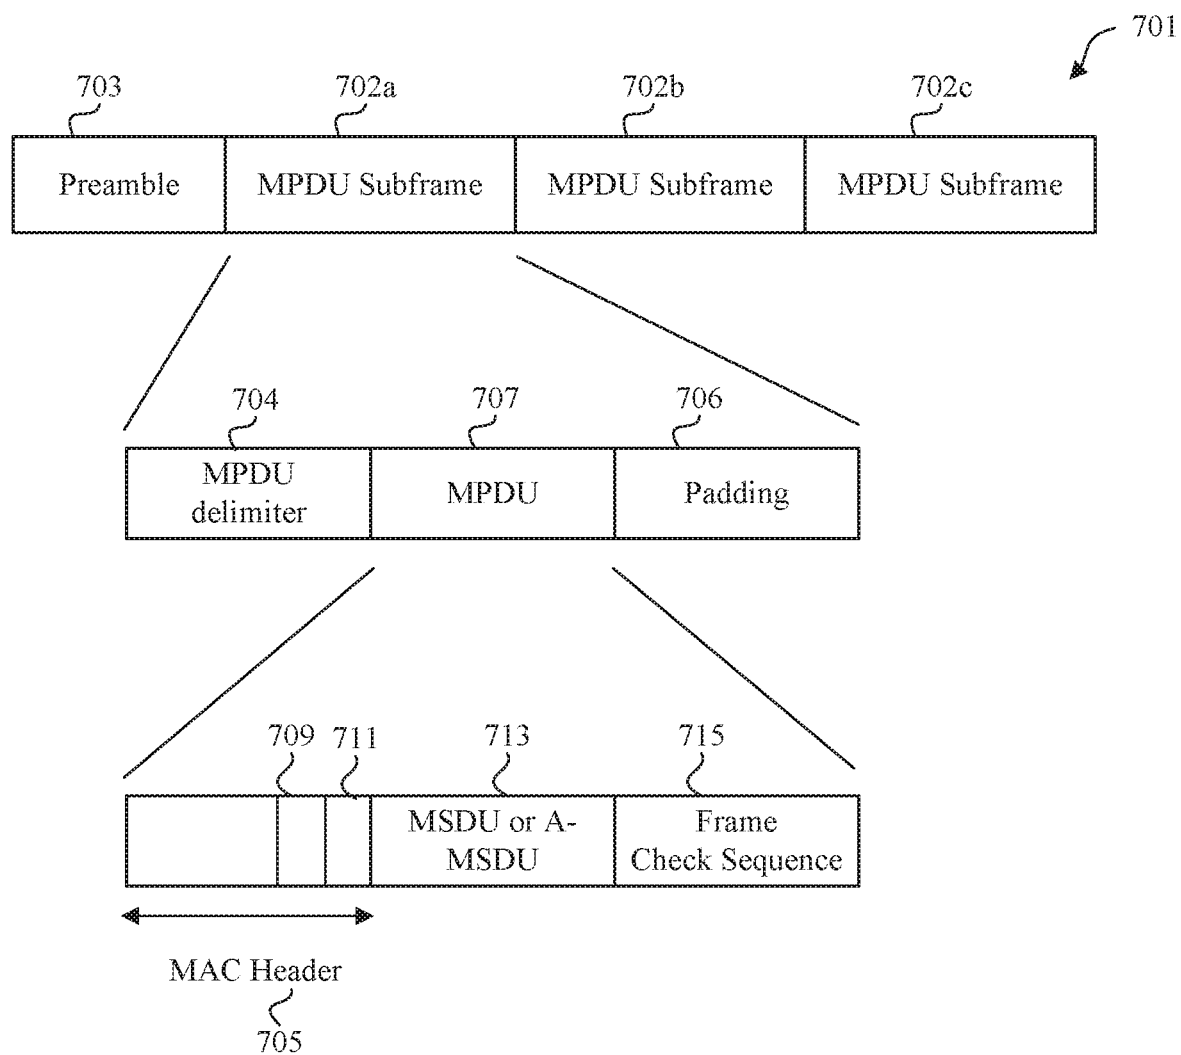 701
703
702a
702b
702c
Preamble
MPDU Subframe
MPDU Subframe
MPDU Subframe
704
707
706
MPDU
delimiter
MPDU
Padding
709
711
713
715
MSDU or A-
MSDU
Frame
Check Sequence
MAC Header
705